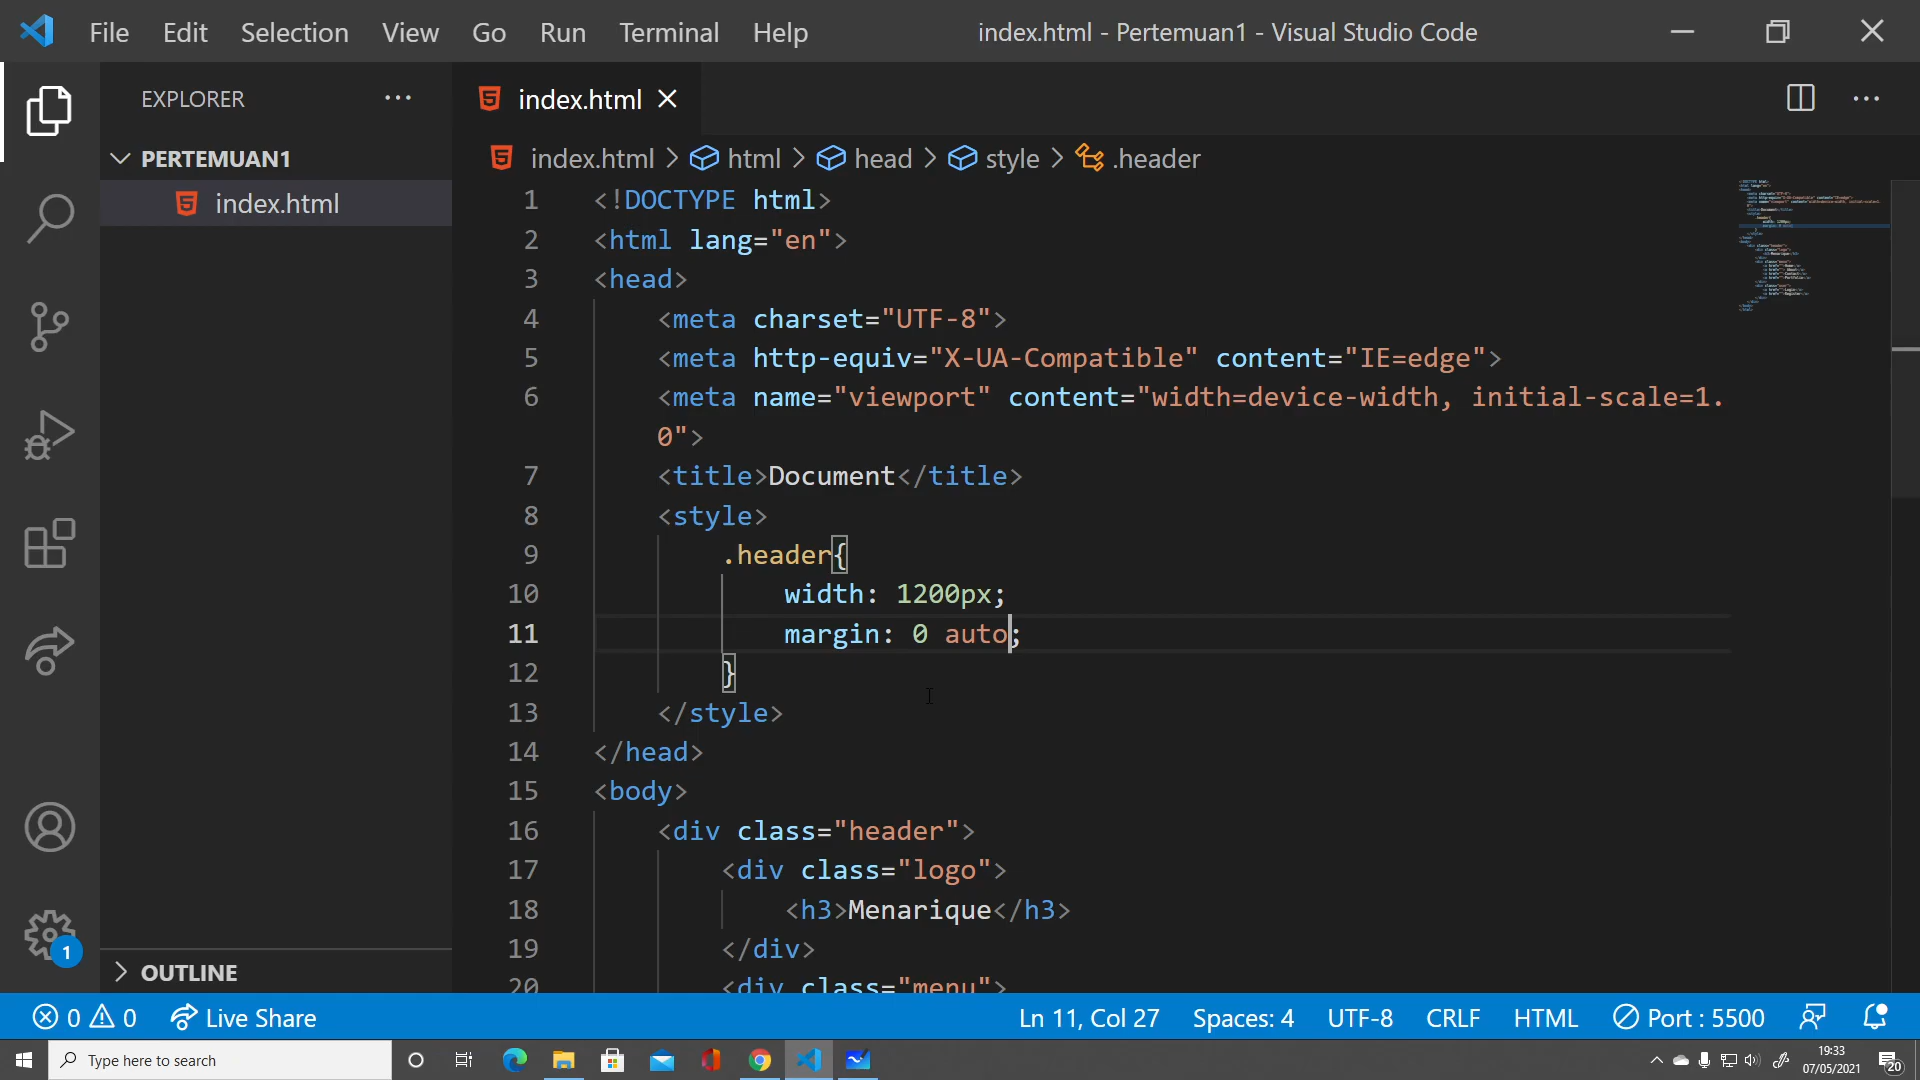 File Edit Selection View Go Run Terminal Help index.html - Pertemuan1 - Visual Studio Code
EXPLORER
PERTEMUAN1
index.html
OUTLINE
index.html
index.html > html > head > style > .header
1 <!DOCTYPE html>
2 <html lang="en">
3 <head>
4 <meta charset="UTF-8">
5 <meta http-equiv="X-UA-Compatible" content="IE=edge">
6 <meta name="viewport" content="width=device-width, initial-scale=1.
0">
7 <title>Document</title>
8 <style>
9 .header{
10 width: 1200px;
11 margin: 0 auto;
12 }
13 </style>
14 </head>
15 <body>
16 <div class="header">
17 <div class="logo">
18 <h3>Menarique</h3>
19 </div>
20 <div class="menu">
1
0 0 Live Share Ln 11, Col 27 Spaces: 4 UTF-8 CRLF HTML Port : 5500
Type here to search
19:33
07/05/2021
20